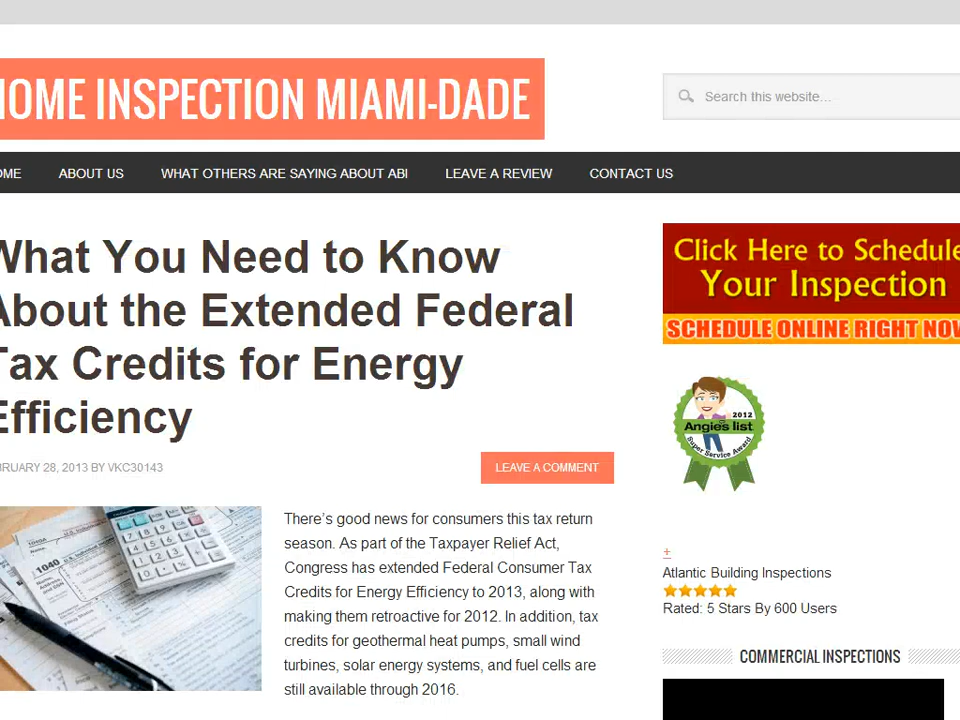 HOME INSPECTION MIAMI-DADE
Search this website...
OME ABOUT US WHAT OTHERS ARE SAYING ABOUT ABI LEAVE A REVIEW CONTACT US
What You Need to Know
About the Extended Federal
Tax Credits for Energy
Efficiency
BRUARY 28, 2013 BY VKC30143
LEAVE A COMMENT
Click Here to Schedule
Your Inspection
SCHEDULE ONLINE RIGHT NOW
2012
Angie's list
Super Service Award
1040
There's good news for consumers this tax return
season. As part of the Taxpayer Relief Act,
Congress has extended Federal Consumer Tax
Credits for Energy Efficiency to 2013, along with
making them retroactive for 2012. In addition, tax
credits for geothermal heat pumps, small wind
turbines, solar energy systems, and fuel cells are
still available through 2016.
+
Atlantic Building Inspections
Rated: 5 Stars By 600 Users
COMMERCIAL INSPECTIONS